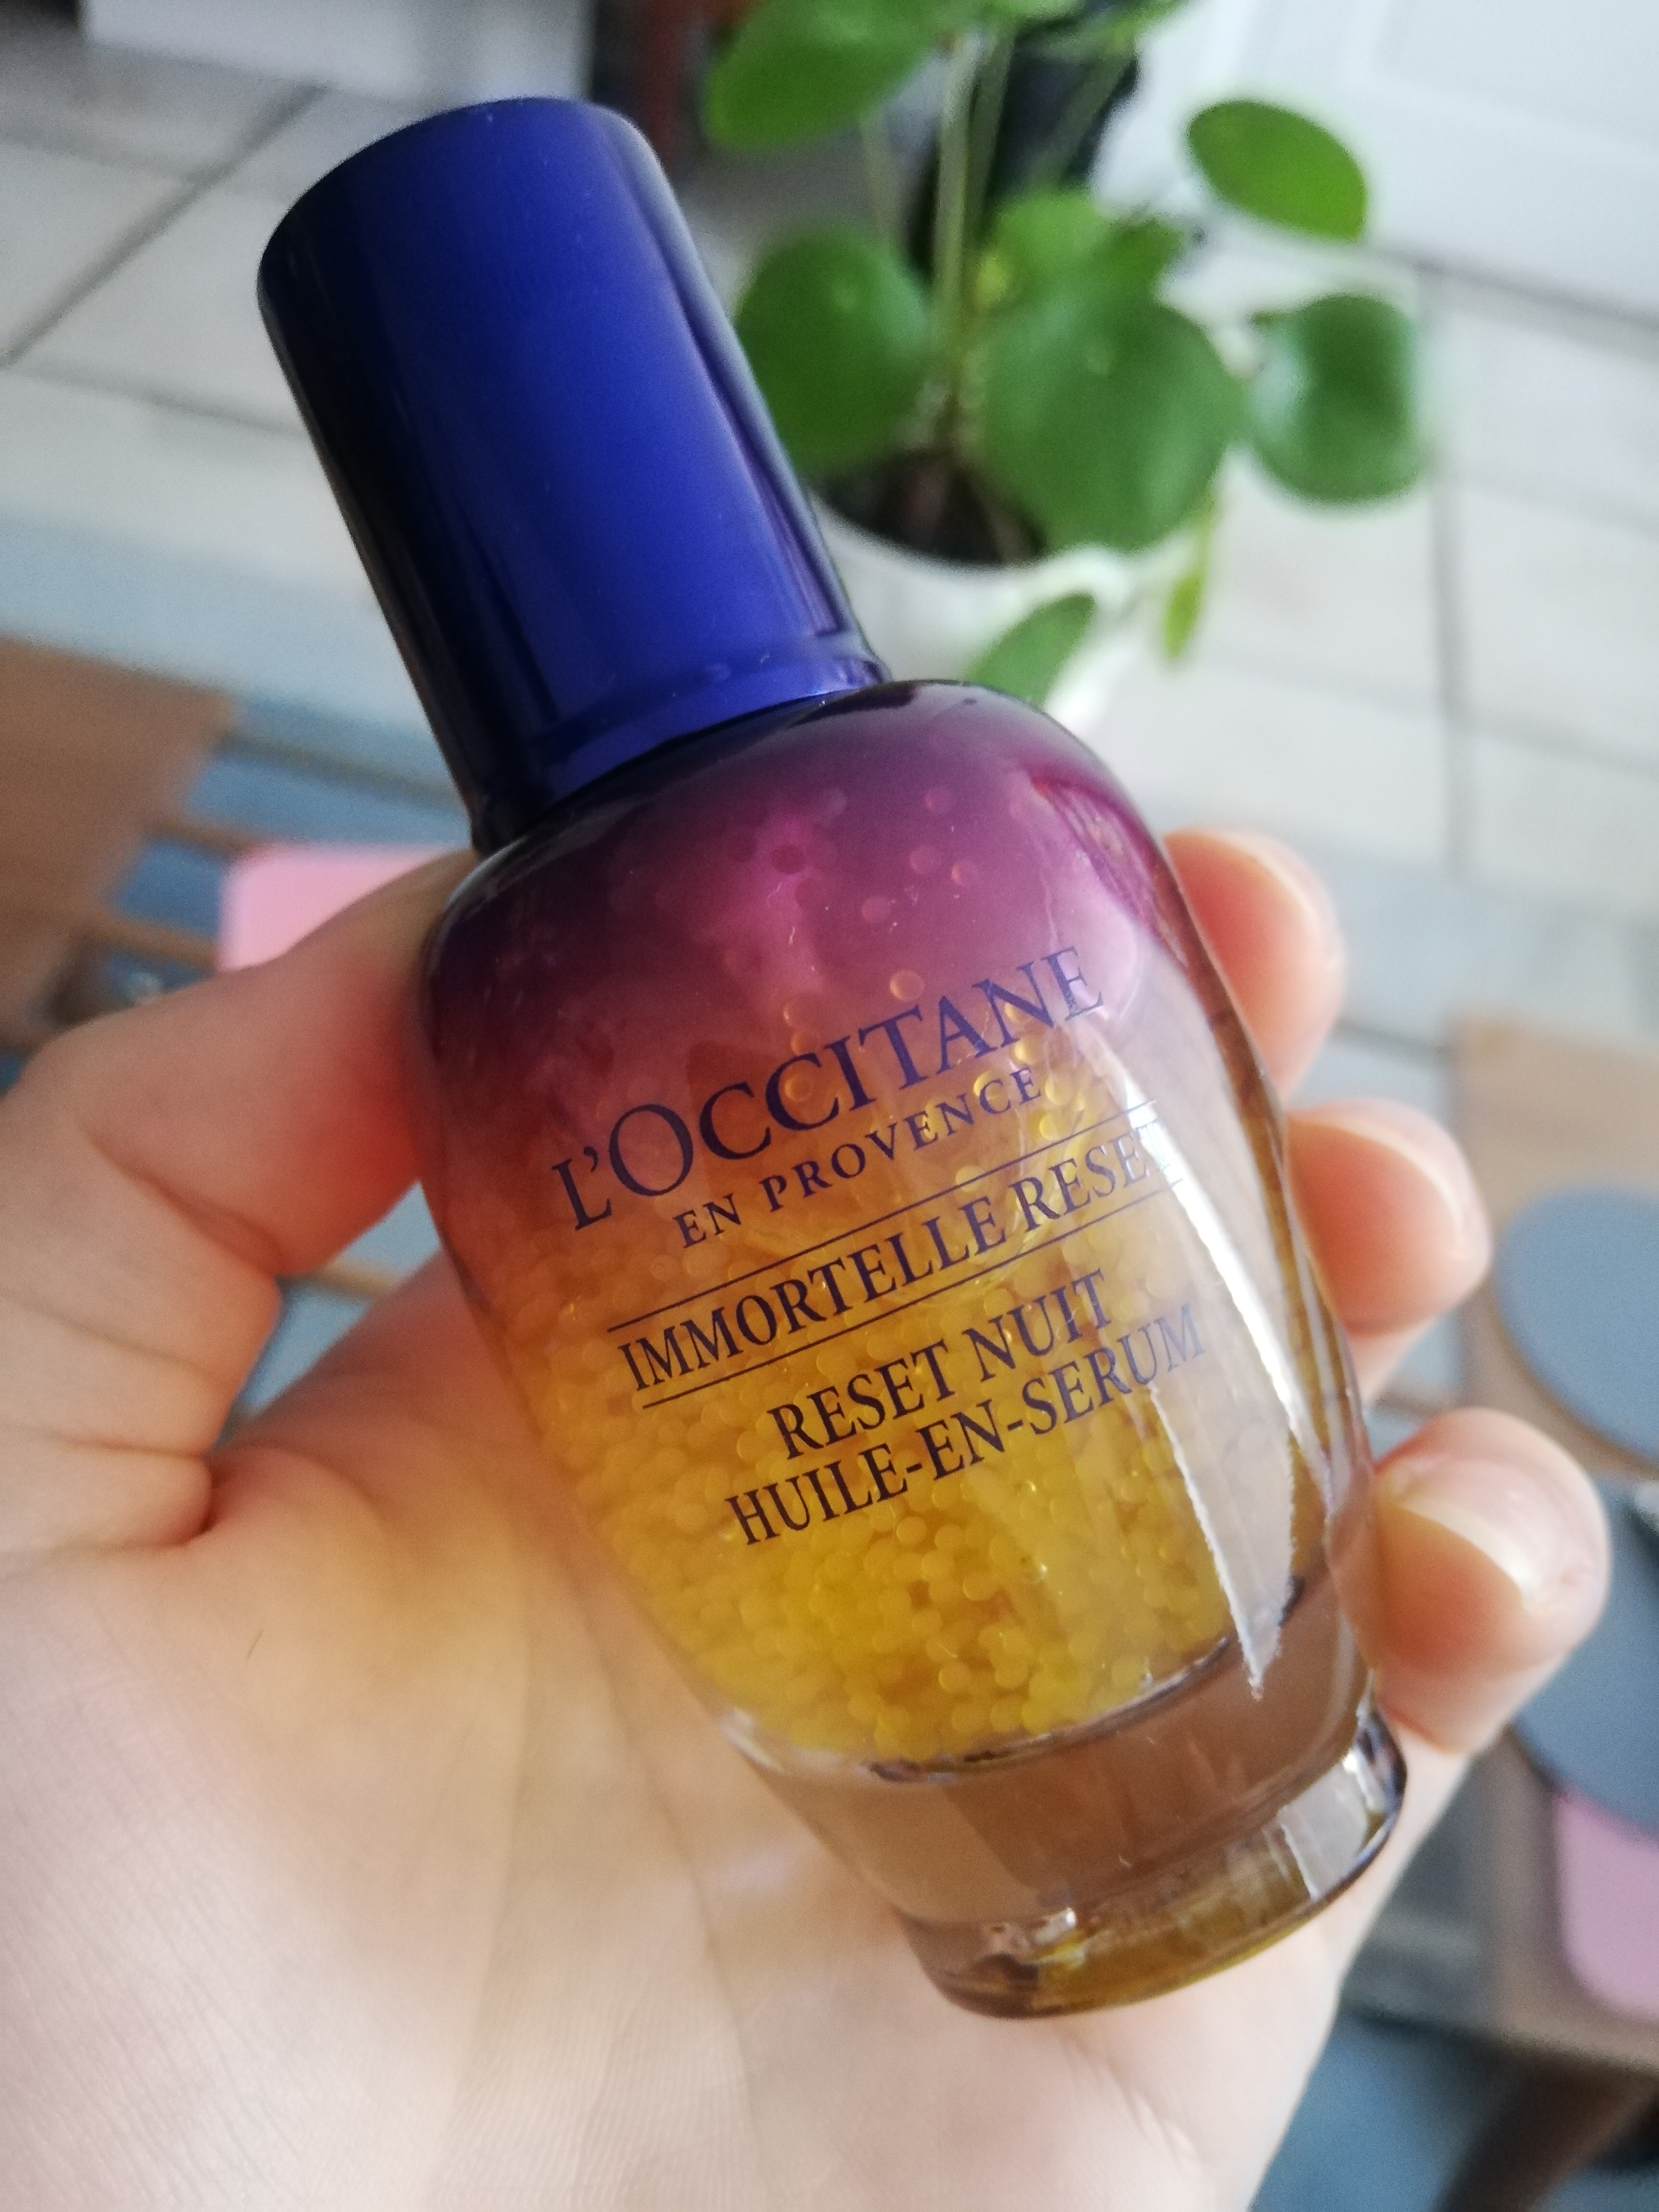 L'OCCITANE
EN PROVENCE
IMMORTELLE RESET
RESET NUIT
HUILE-EN-SERUM